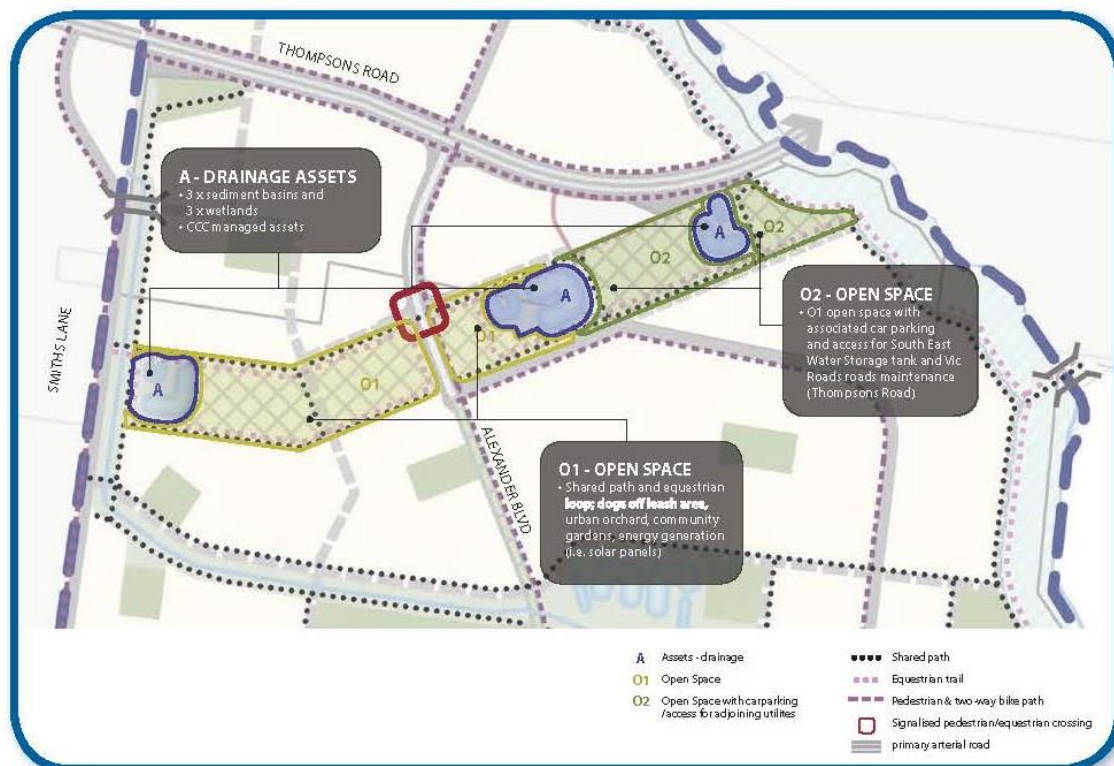 THOMPSONS ROAD
A - DRAINAGE ASSETS
• 3 x sediment basins and
3 x wetlands
• CCC managed assets
SMITHS LANE
A
O1
O1
A
O2
A
O2
O2 - OPEN SPACE
• O1 open space with
associated car parking
and access for South East
Water Storage tank and Vic
Roads roads maintenance
(Thompsons Road)
ALEXANDER BLVD
O1 - OPEN SPACE
• Shared path and equestrian
loop; dogs off leash area,
urban orchard, community
gardens, energy generation
(i.e. solar panels)
A Assets - drainage
O1 Open Space
O2 Open Space with carparking
/access for adjoining utilites
Shared path
Equestrian trail
Pedestrian & two-way bike path
Signalised pedestrian/equestrian crossing
primary arterial road